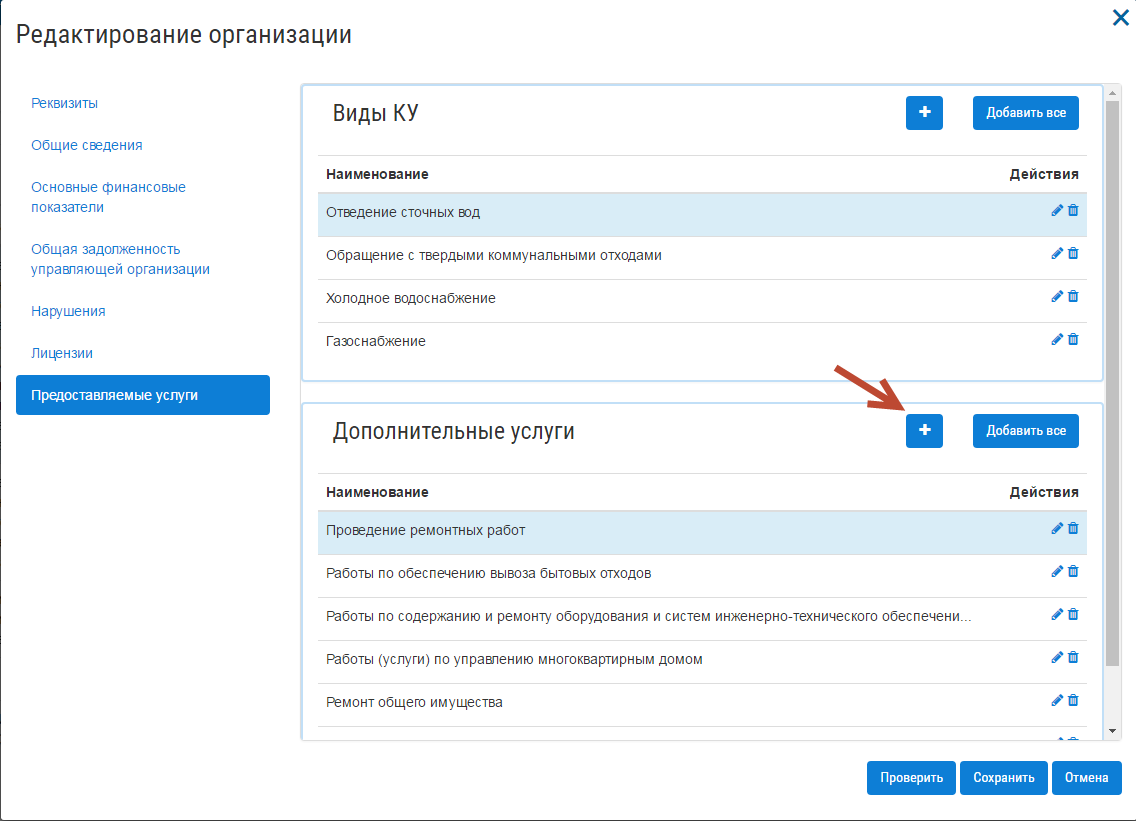 Редактирование организации
Реквизиты
Общие сведения
Основные финансовые
показатели
Общая задолженность
управляющей организации
Нарушения
Лицензии
Предоставляемые услуги
Виды КУ
+
Добавить все
Наименование
Действия
Отведение сточных вод
Обращение с твердыми коммунальными отходами
Холодное водоснабжение
Газоснабжение
Дополнительные услуги
+
Добавить все
Наименование
Действия
Проведение ремонтных работ
Работы по обеспечению вывоза бытовых отходов
Работы по содержанию и ремонту оборудования и систем инженерно-технического обеспечени...
Работы (услуги) по управлению многоквартирным домом
Ремонт общего имущества
Проверить
Сохранить
Отмена